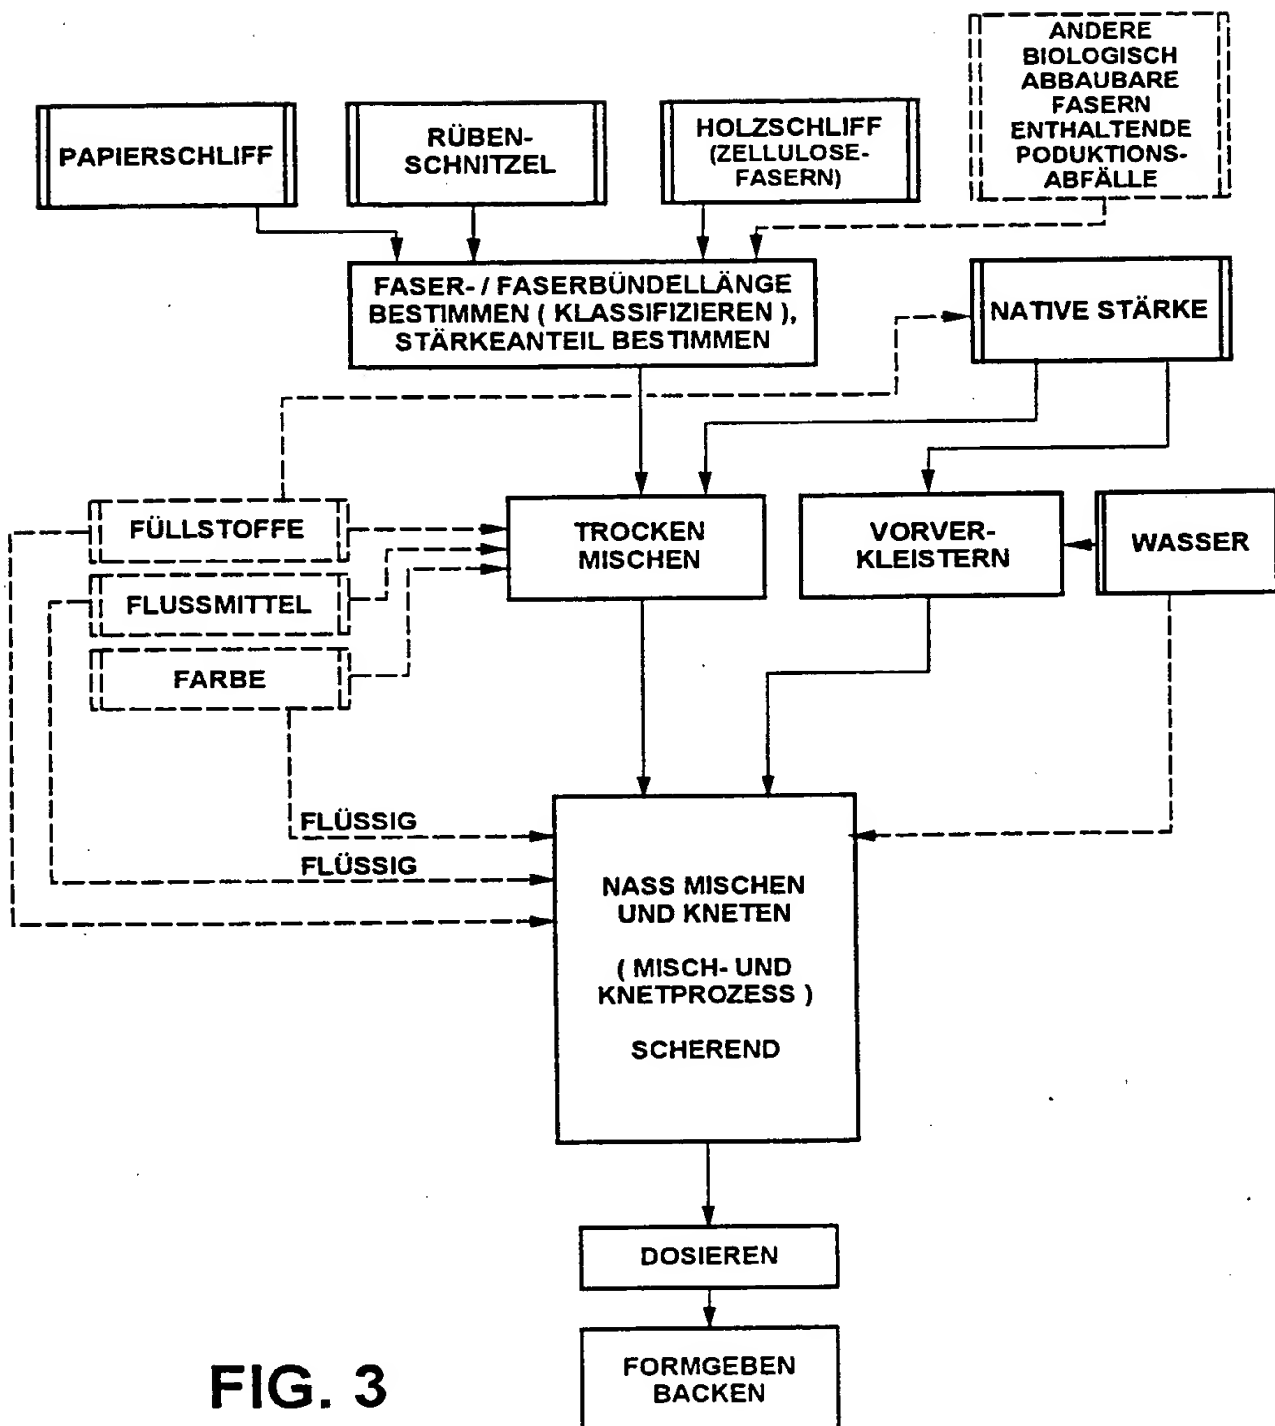 ANDERE
BIOLOGISCH
ABBAUBARE
FASERN
ENTHALTENDE
PODUKTIONS-
ABFÄLLE
PAPIERSCHLIFF
RÜBEN-
SCHNITZEL
HOLZSCHLIFF
(ZELLULOSE-
FASERN)
FASER- / FASERBÜNDELLÄNGE
BESTIMMEN ( KLASSIFIZIEREN ),
STÄRKEANTEIL BESTIMMEN
NATIVE STÄRKE
FÜLLSTOFFE
FLUSSMITTEL
FARBE
TROCKEN
MISCHEN
VORVER-
KLEISTERN
WASSER
FLÜSSIG
FLÜSSIG
NASS MISCHEN
UND KNETEN
( MISCH- UND
KNETPROZESS )
SCHEREND
DOSIEREN
FORMGEBEN
BACKEN
FIG. 3